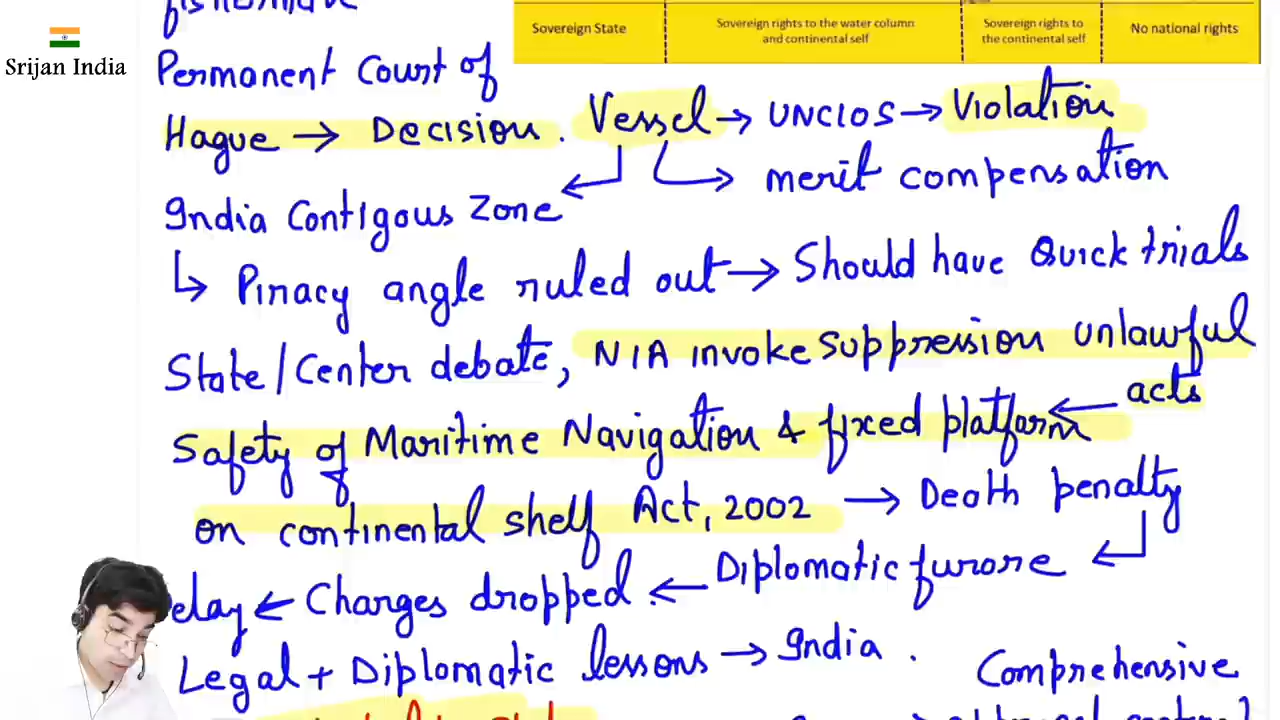 Srijan India
Sovereign State
Sovereign rights to the water column
and continental self
Sovereign rights to
the continental self
No national rights
Permanent Court of
Hague → Decision. Vessel → UNCLOS → Violation
→ merit compensation
India Contigous Zone
↳ Piracy angle ruled out → Should have Quick trials
State/Center debate, NIA invoke suppression unlawful
acts
Safety of Maritime Navigation & fixed platform ←
on continental shelf Act, 2002 → Death penalty
elay ← Charges dropped. ← Diplomatic furore ↵
Legal + Diplomatic lessons → India .
Comprehensive